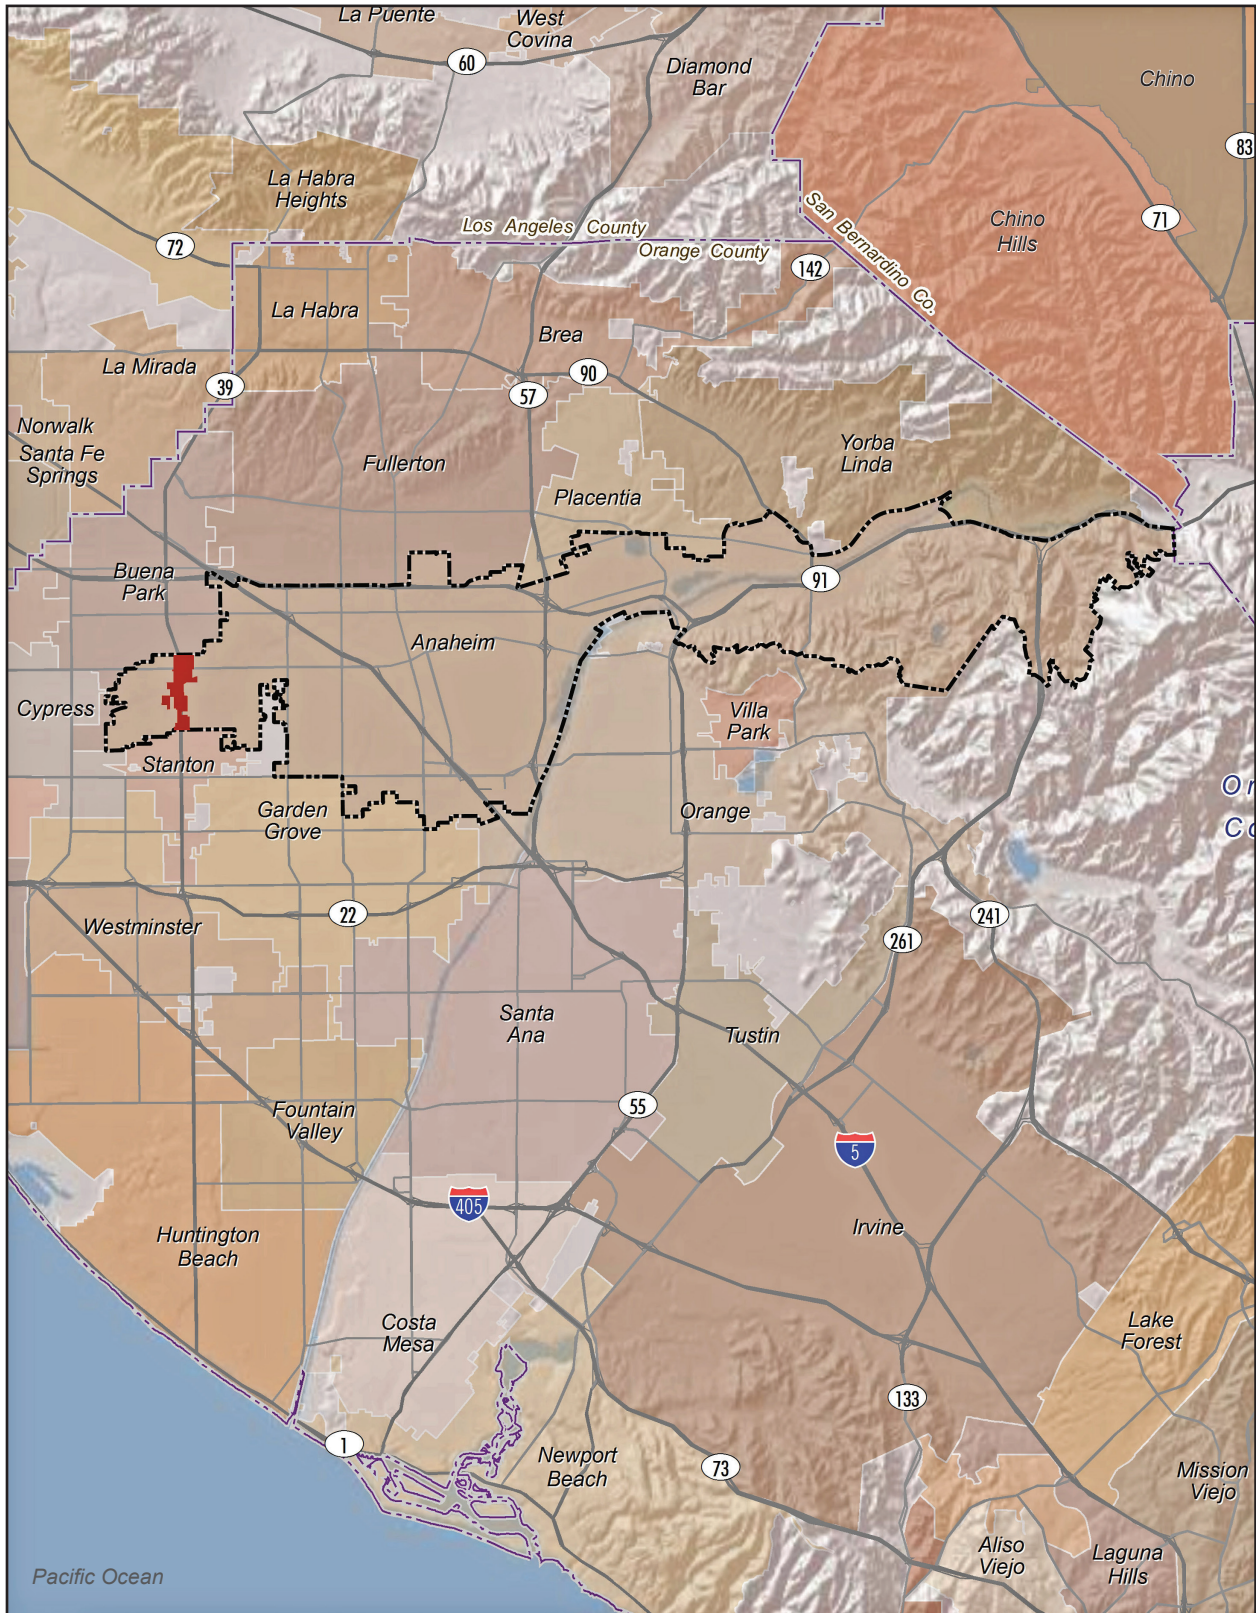 La Puente
West
Covina
60
Diamond
Bar
Chino
83
La Habra
Heights
72
Los Angeles County
Orange County
San Bernardino Co.
Chino
Hills
71
142
La Habra
Brea
La Mirada
39
90
57
Norwalk
Santa Fe
Springs
Fullerton
Yorba
Linda
Placentia
Buena
Park
91
Anaheim
Cypress
Villa
Park
Stanton
Garden
Grove
Orange
Or
Co
22
Westminster
261
241
Santa
Ana
Tustin
Fountain
Valley
55
5
405
Huntington
Beach
Irvine
Costa
Mesa
Lake
Forest
133
1
Newport
Beach
73
Mission
Viejo
Aliso
Viejo
Laguna
Hills
Pacific Ocean